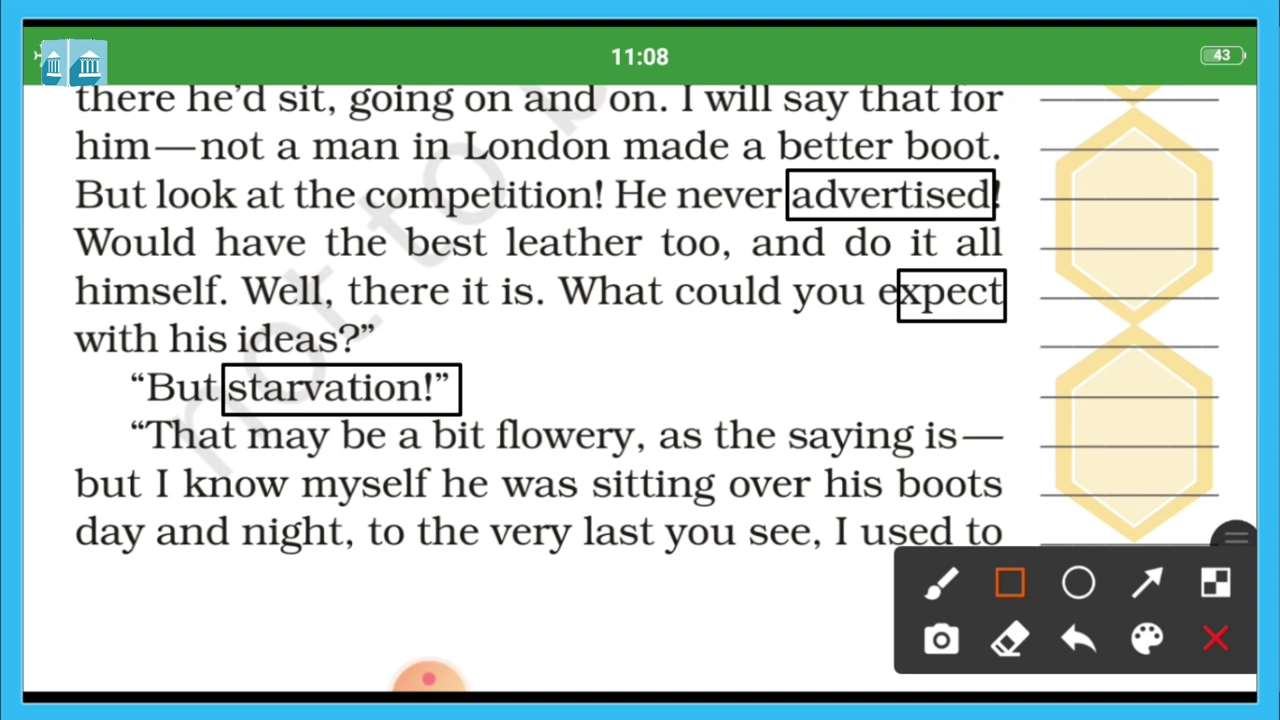 11:08
43
there he’d sit, going on and on. I will say that for
him—not a man in London made a better boot.
But look at the competition! He never advertised!
Would have the best leather too, and do it all
himself. Well, there it is. What could you expect
with his ideas?”
“But starvation!”
“That may be a bit flowery, as the saying is—
but I know myself he was sitting over his boots
day and night, to the very last you see, I used to
not to b